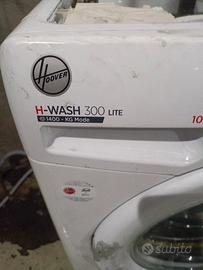 HOOVER
H-WASH 300 LITE
1400 - KG Mode
10
subito